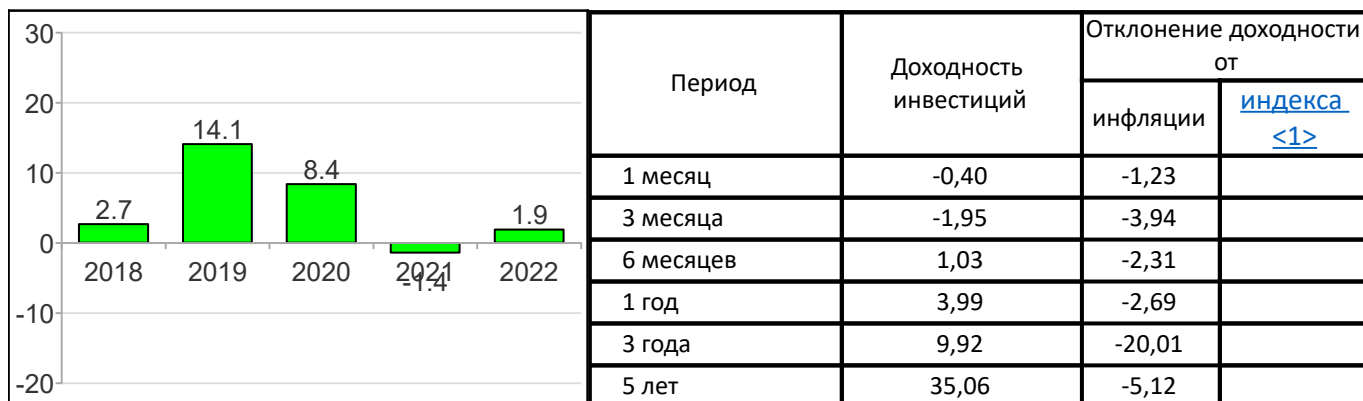 30
20
10
0
-10
-20
2.7
14.1
8.4
-1.4
1.9
2018 2019 2020 2021 2022
Период
Доходность
инвестиций
Отклонение доходности
от
инфляции
индекса
<1>
1 месяц -0,40 -1,23
3 месяца -1,95 -3,94
6 месяцев 1,03 -2,31
1 год 3,99 -2,69
3 года 9,92 -20,01
5 лет 35,06 -5,12